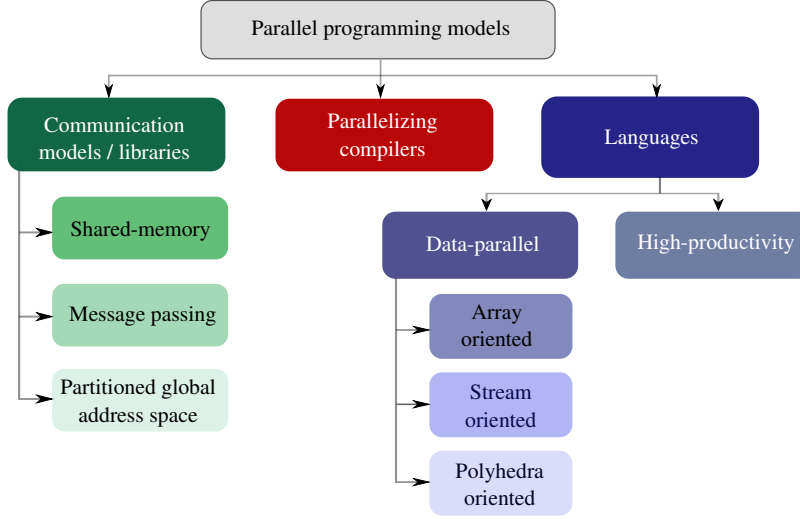 Parallel programming models
Communication
models / libraries
Parallelizing
compilers
Languages
Shared-memory
Message passing
Partitioned global
address space
Data-parallel
High-productivity
Array
oriented
Stream
oriented
Polyhedra
oriented